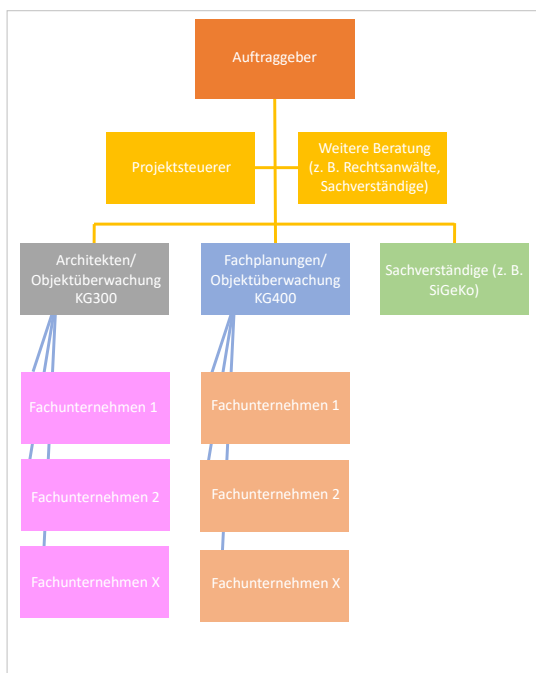 Auftraggeber
Projektsteuerer
Weitere Beratung
(z. B. Rechtsanwälte,
Sachverständige)
Architekten/
Objektüberwachung
KG300
Fachplanungen/
Objektüberwachung
KG400
Sachverständige (z. B.
SiGeKo)
Fachunternehmen 1
Fachunternehmen 1
Fachunternehmen 2
Fachunternehmen 2
Fachunternehmen X
Fachunternehmen X